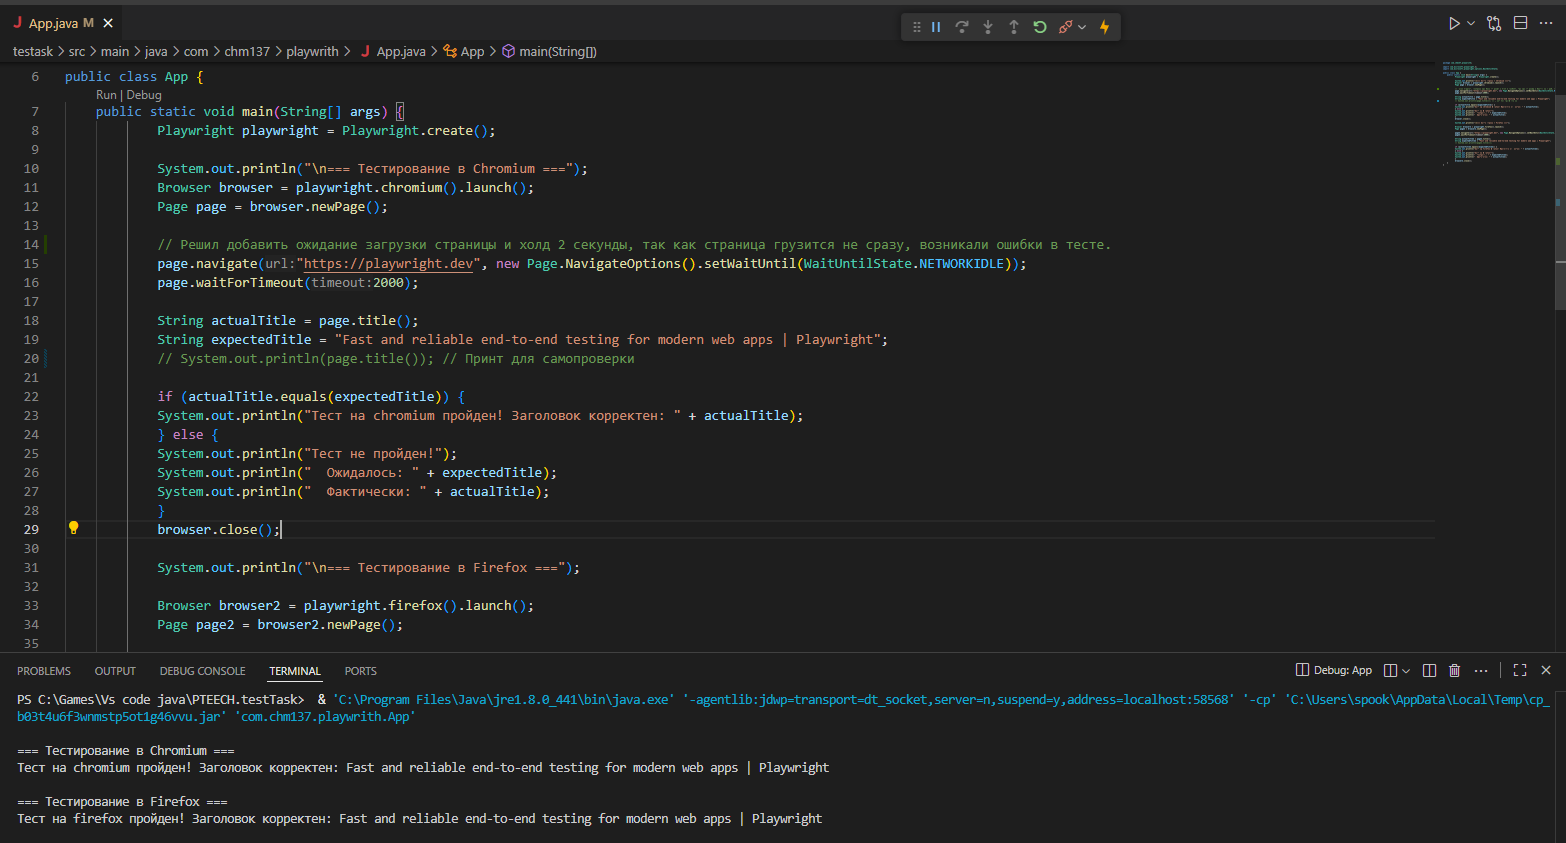 App.java M
testask > src > main > java > com > chm137 > playwrith > App.java > App > main(String[])
6 public class App {
Run | Debug
7 public static void main(String[] args) {
8 Playwright playwright = Playwright.create();
9
10 System.out.println("\n=== Тестирование в Chromium ===");
11 Browser browser = playwright.chromium().launch();
12 Page page = browser.newPage();
13
14 // Решил добавить ожидание загрузки страницы и холд 2 секунды, так как страница грузится не сразу, возникали ошибки в тесте.
15 page.navigate(url:"https://playwright.dev", new Page.NavigateOptions().setWaitUntil(WaitUntilState.NETWORKIDLE));
16 page.waitForTimeout(timeout:2000);
17
18 String actualTitle = page.title();
19 String expectedTitle = "Fast and reliable end-to-end testing for modern web apps | Playwright";
20 // System.out.println(page.title()); // Принт для самопроверки
21
22 if (actualTitle.equals(expectedTitle)) {
23 System.out.println("Тест на chromium пройден! Заголовок корректен: " + actualTitle);
24 } else {
25 System.out.println("Тест не пройден!");
26 System.out.println("  Ожидалось: " + expectedTitle);
27 System.out.println("  Фактически: " + actualTitle);
28 }
29 browser.close();
30
31 System.out.println("\n=== Тестирование в Firefox ===");
32
33 Browser browser2 = playwright.firefox().launch();
34 Page page2 = browser2.newPage();
35
PROBLEMS OUTPUT DEBUG CONSOLE TERMINAL PORTS Debug: App
PS C:\Games\Vs code java\PTEECH.testTask>  & 'C:\Program Files\Java\jre1.8.0_441\bin\java.exe' '-agentlib:jdwp=transport=dt_socket,server=n,suspend=y,address=localhost:58568' '-cp' 'C:\Users\spook\AppData\Local\Temp\cp_
b03t4u6f3wnmstp5ot1g46vvu.jar' 'com.chm137.playwrith.App'
=== Тестирование в Chromium ===
Тест на chromium пройден! Заголовок корректен: Fast and reliable end-to-end testing for modern web apps | Playwright
=== Тестирование в Firefox ===
Тест на firefox пройден! Заголовок корректен: Fast and reliable end-to-end testing for modern web apps | Playwright